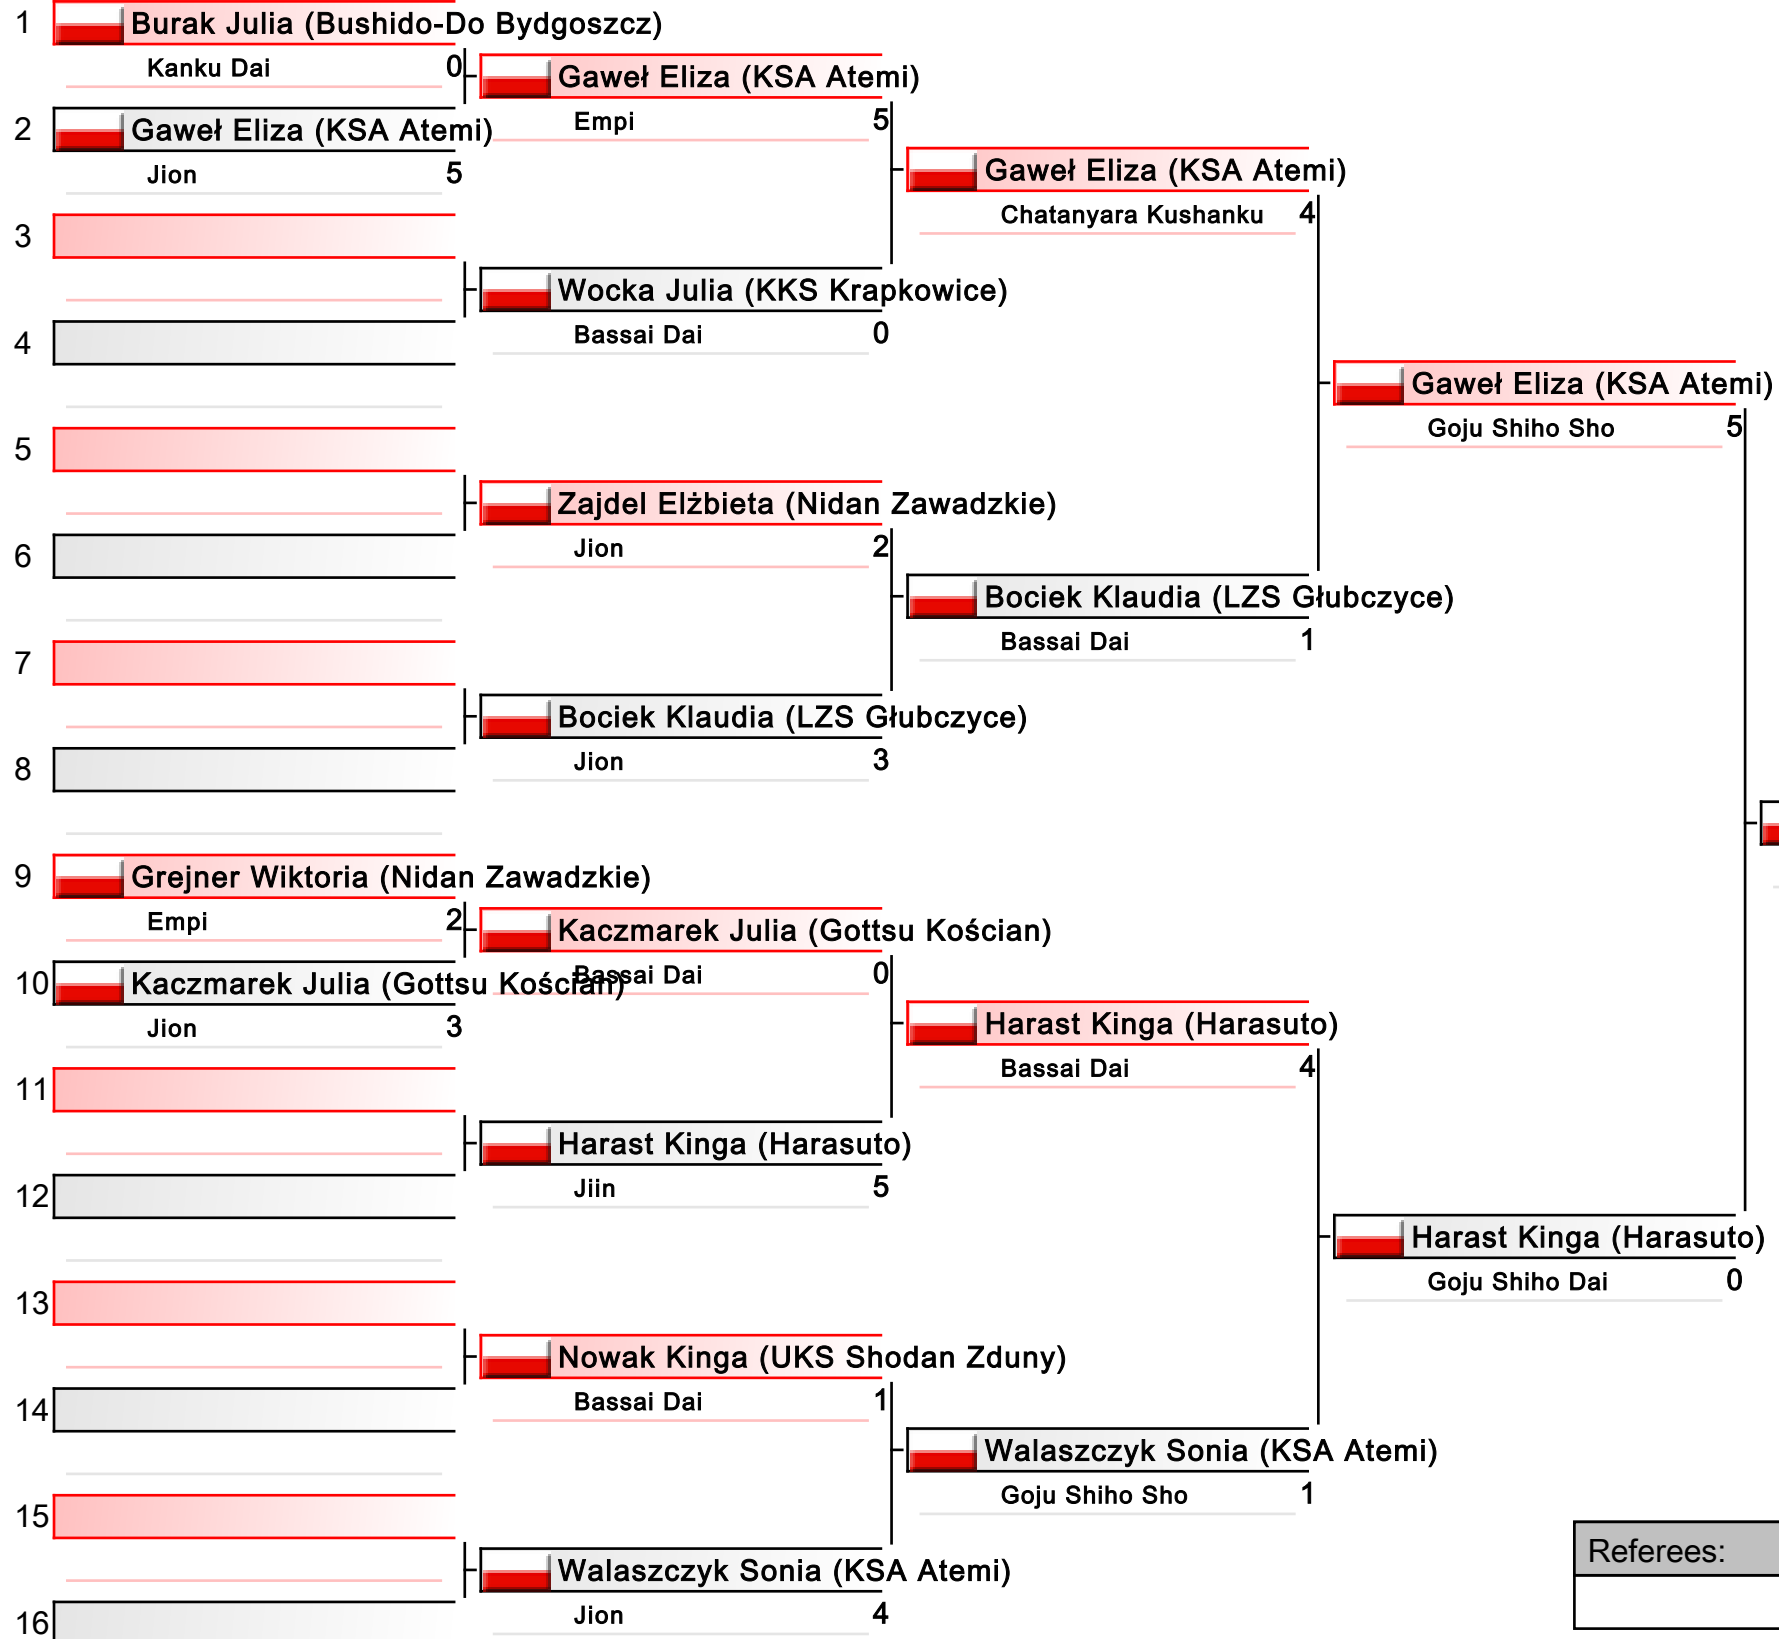 1
Burak Julia (Bushido-Do Bydgoszcz)
Kanku Dai 0
Gaweł Eliza (KSA Atemi)
Empi 5
2
Gaweł Eliza (KSA Atemi)
Jion 5
Gaweł Eliza (KSA Atemi)
Chatanyara Kushanku 4
3
Wocka Julia (KKS Krapkowice)
Bassai Dai 0
4
Gaweł Eliza (KSA Atemi)
Goju Shiho Sho 5
5
Zajdel Elżbieta (Nidan Zawadzkie)
Jion 2
6
Bociek Klaudia (LZS Głubczyce)
Bassai Dai 1
7
Bociek Klaudia (LZS Głubczyce)
Jion 3
8
9
Grejner Wiktoria (Nidan Zawadzkie)
Empi 2
Kaczmarek Julia (Gottsu Kościan)
Bassai Dai 0
10
Kaczmarek Julia (Gottsu Kościan)
Jion 3
Harast Kinga (Harasuto)
Bassai Dai 4
11
Harast Kinga (Harasuto)
Jiin 5
12
Harast Kinga (Harasuto)
Goju Shiho Dai 0
13
Nowak Kinga (UKS Shodan Zduny)
Bassai Dai 1
14
Walaszczyk Sonia (KSA Atemi)
Goju Shiho Sho 1
15
Walaszczyk Sonia (KSA Atemi)
Jion 4
16
Referees: